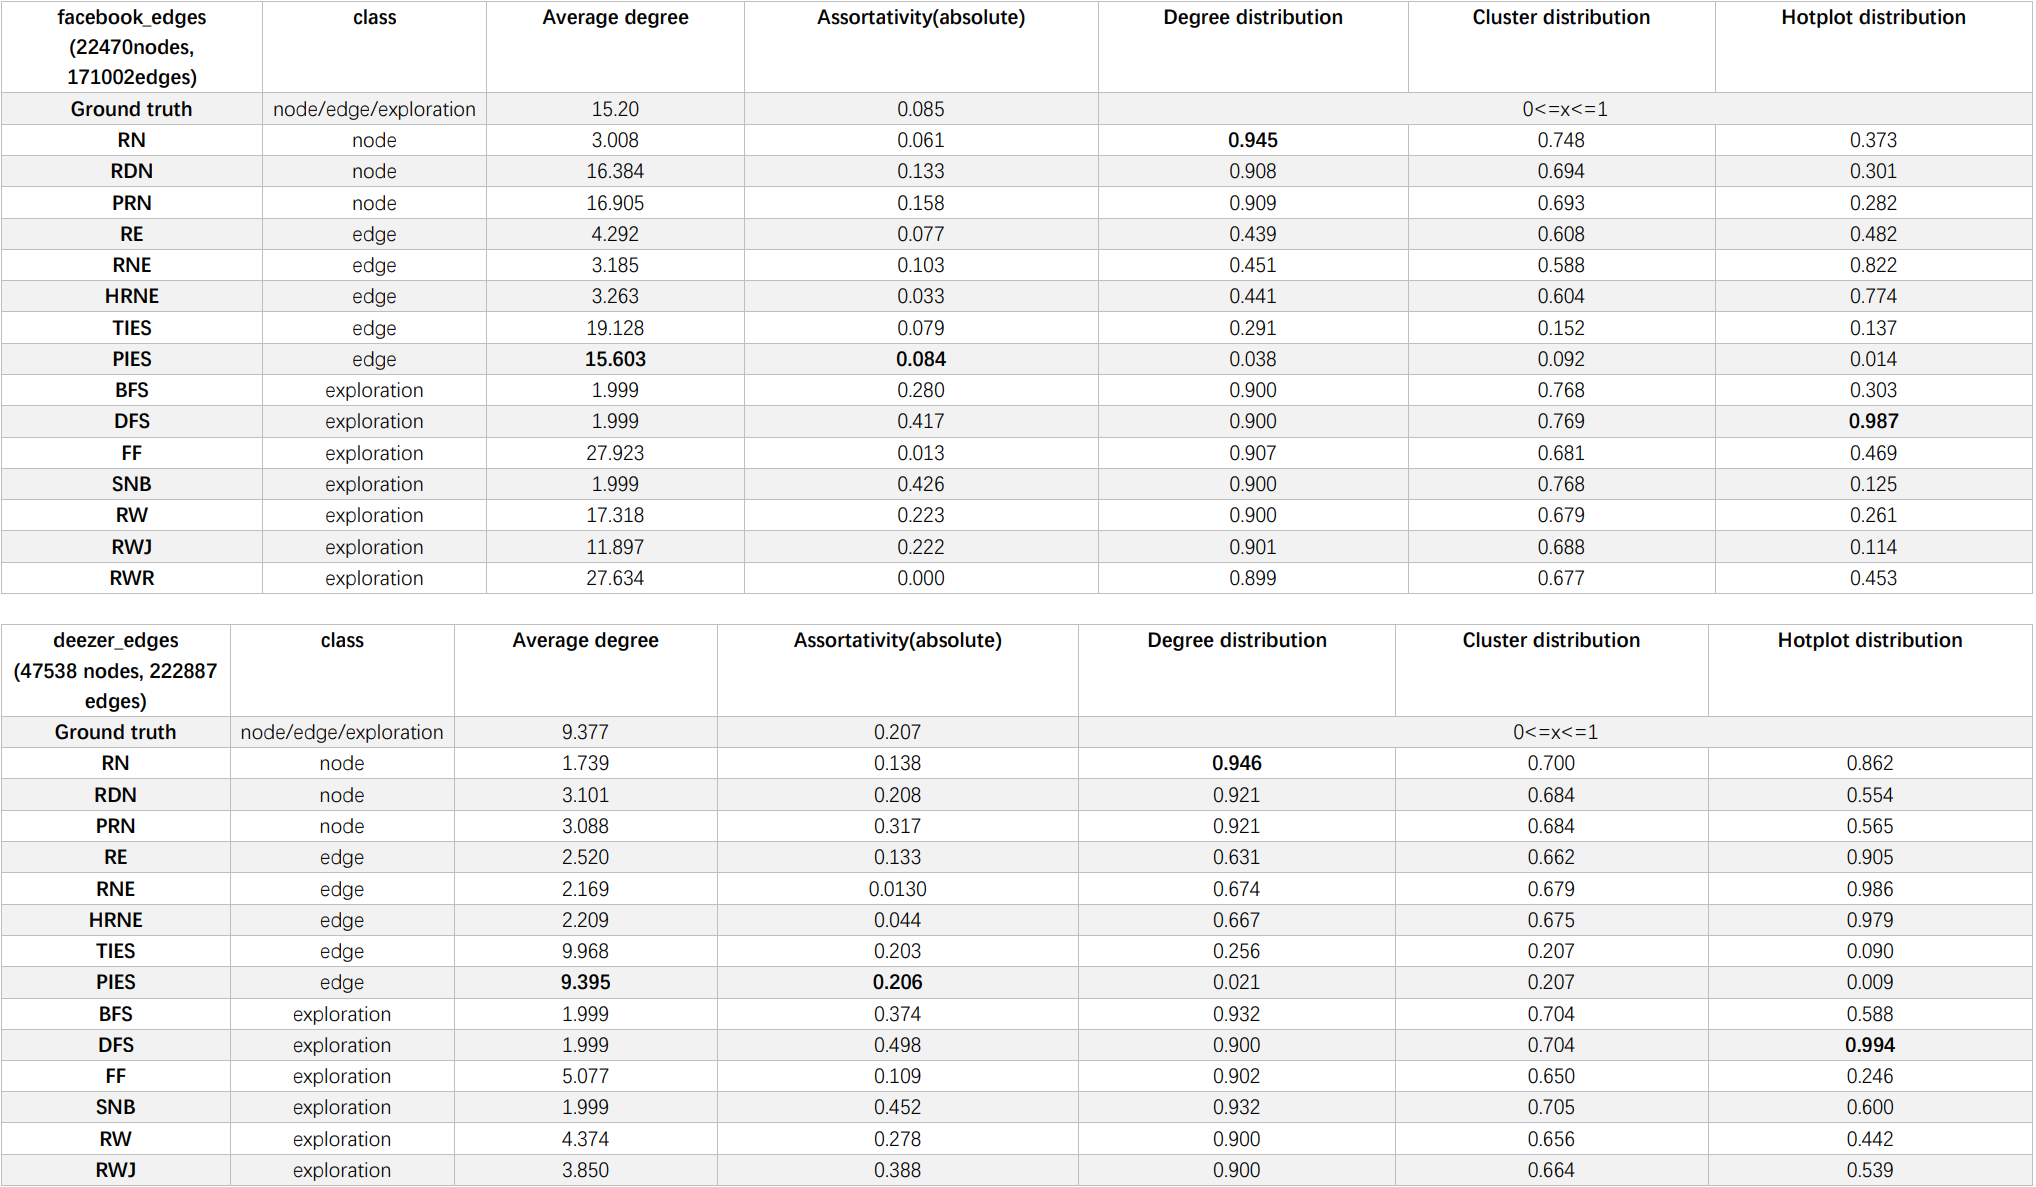 facebook_edges class Average degree Assortativity(absolute) Degree distribution Cluster distribution Hotplot distribution
(22470nodes,
171002edges)
Ground truth node/edge/exploration 15.20 0.085 0<=x<=1
RN node 3.008 0.061 0.945 0.748 0.373
RDN node 16.384 0.133 0.908 0.694 0.301
PRN node 16.905 0.158 0.909 0.693 0.282
RE edge 4.292 0.077 0.439 0.608 0.482
RNE edge 3.185 0.103 0.451 0.588 0.822
HRNE edge 3.263 0.033 0.441 0.604 0.774
TIES edge 19.128 0.079 0.291 0.152 0.137
PIES edge 15.603 0.084 0.038 0.092 0.014
BFS exploration 1.999 0.280 0.900 0.768 0.303
DFS exploration 1.999 0.417 0.900 0.769 0.987
FF exploration 27.923 0.013 0.907 0.681 0.469
SNB exploration 1.999 0.426 0.900 0.768 0.125
RW exploration 17.318 0.223 0.900 0.679 0.261
RWJ exploration 11.897 0.222 0.901 0.688 0.114
RWR exploration 27.634 0.000 0.899 0.677 0.453
deezer_edges class Average degree Assortativity(absolute) Degree distribution Cluster distribution Hotplot distribution
(47538 nodes, 222887
edges)
Ground truth node/edge/exploration 9.377 0.207 0<=x<=1
RN node 1.739 0.138 0.946 0.700 0.862
RDN node 3.101 0.208 0.921 0.684 0.554
PRN node 3.088 0.317 0.921 0.684 0.565
RE edge 2.520 0.133 0.631 0.662 0.905
RNE edge 2.169 0.0130 0.674 0.679 0.986
HRNE edge 2.209 0.044 0.667 0.675 0.979
TIES edge 9.968 0.203 0.256 0.207 0.090
PIES edge 9.395 0.206 0.021 0.207 0.009
BFS exploration 1.999 0.374 0.932 0.704 0.588
DFS exploration 1.999 0.498 0.900 0.704 0.994
FF exploration 5.077 0.109 0.902 0.650 0.246
SNB exploration 1.999 0.452 0.932 0.705 0.600
RW exploration 4.374 0.278 0.900 0.656 0.442
RWJ exploration 3.850 0.388 0.900 0.664 0.539